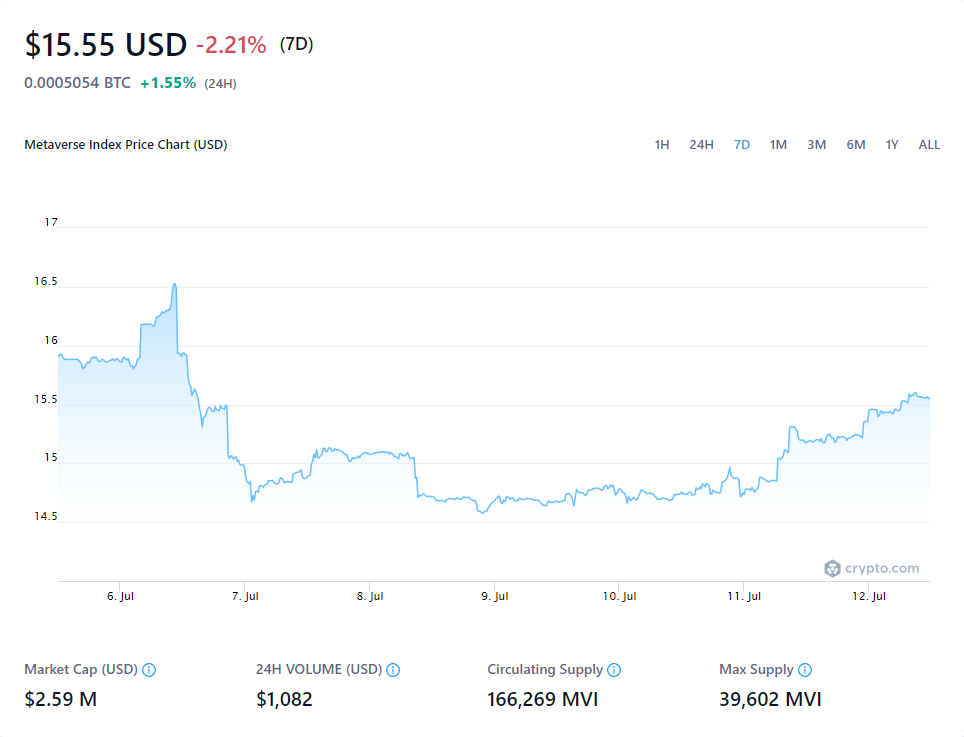 $15.55 USD -2.21% (7D)
0.0005054 BTC +1.55% (24H)
Metaverse Index Price Chart (USD) 1H 24H 7D 1M 3M 6M 1Y ALL
17
16.5
16
15.5
15
14.5
crypto.com
6. Jul 7. Jul 8. Jul 9. Jul 10. Jul 11. Jul 12. Jul
Market Cap (USD) 24H VOLUME (USD) Circulating Supply Max Supply
$2.59 M $1,082 166,269 MVI 39,602 MVI